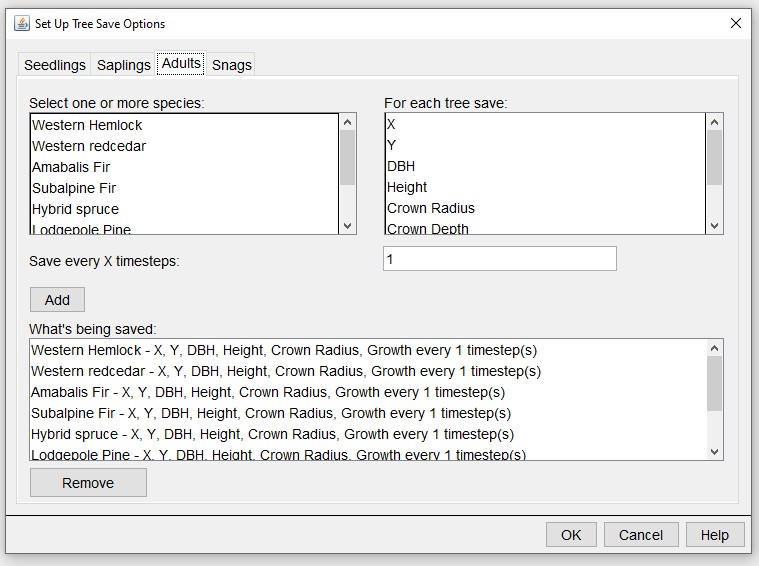 Set Up Tree Save Options
Seedlings Saplings Adults Snags
Select one or more species:
Western Hemlock
Western redcedar
Amabalis Fir
Subalpine Fir
Hybrid spruce
Lodgepole Pine
For each tree save:
X
Y
DBH
Height
Crown Radius
Crown Depth
Save every X timesteps:
1
Add
What's being saved:
Western Hemlock - X, Y, DBH, Height, Crown Radius, Growth every 1 timestep(s)
Western redcedar - X, Y, DBH, Height, Crown Radius, Growth every 1 timestep(s)
Amabalis Fir - X, Y, DBH, Height, Crown Radius, Growth every 1 timestep(s)
Subalpine Fir - X, Y, DBH, Height, Crown Radius, Growth every 1 timestep(s)
Hybrid spruce - X, Y, DBH, Height, Crown Radius, Growth every 1 timestep(s)
Lodgepole Pine - X, Y, DBH, Height, Crown Radius, Growth every 1 timestep(s)
Remove
OK Cancel Help